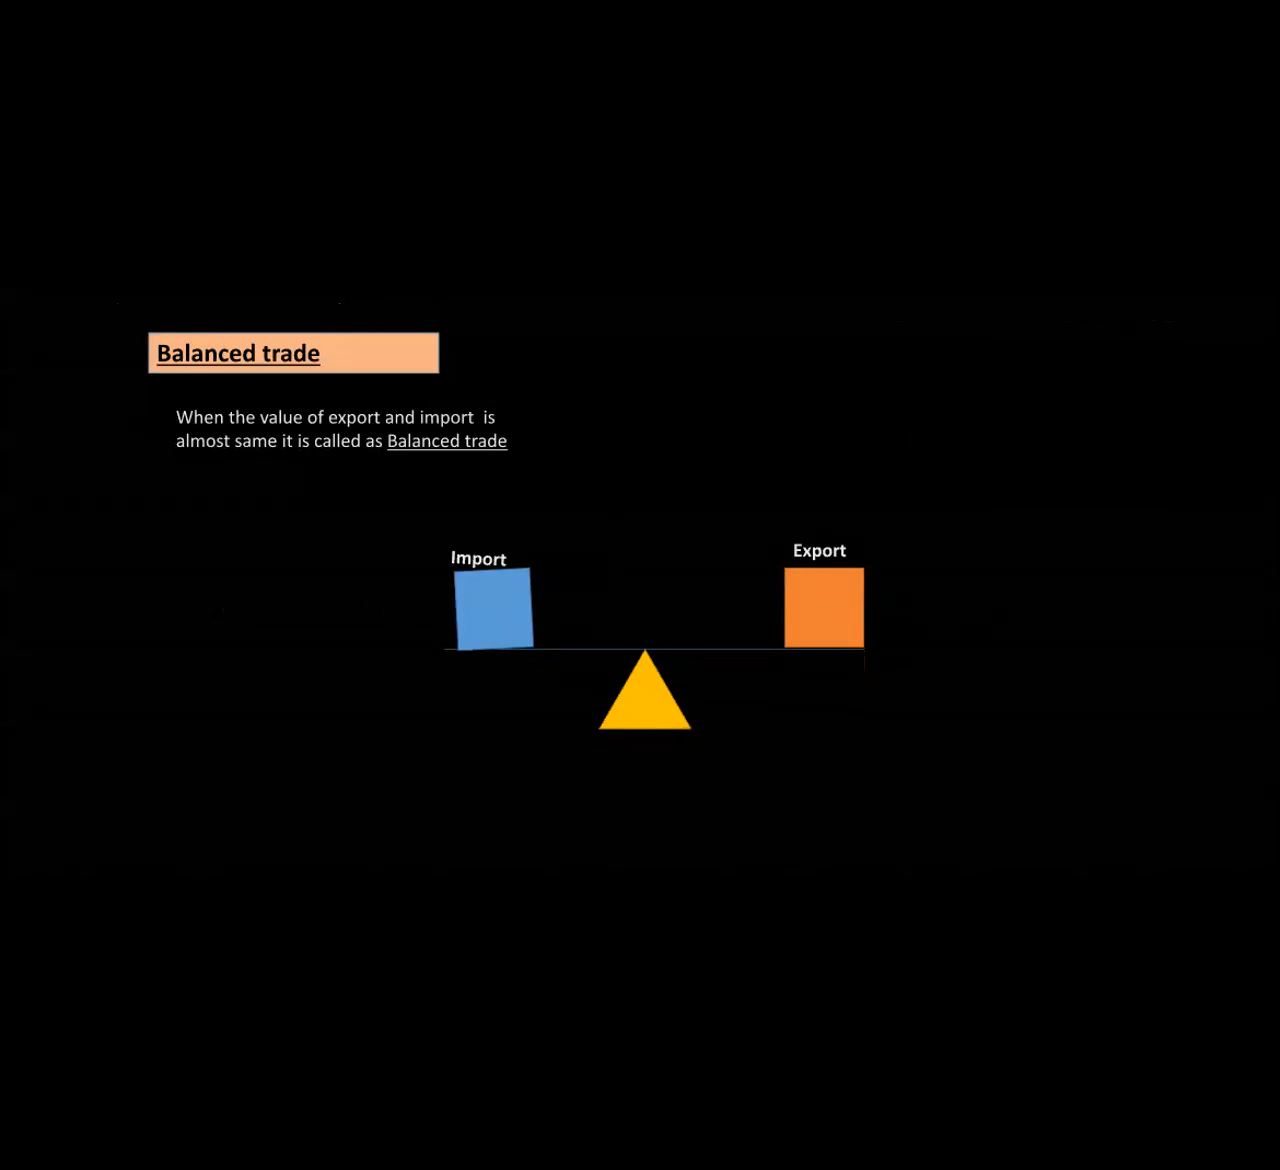 Balanced trade
When the value of export and import  is
almost same it is called as Balanced trade
Import
Export